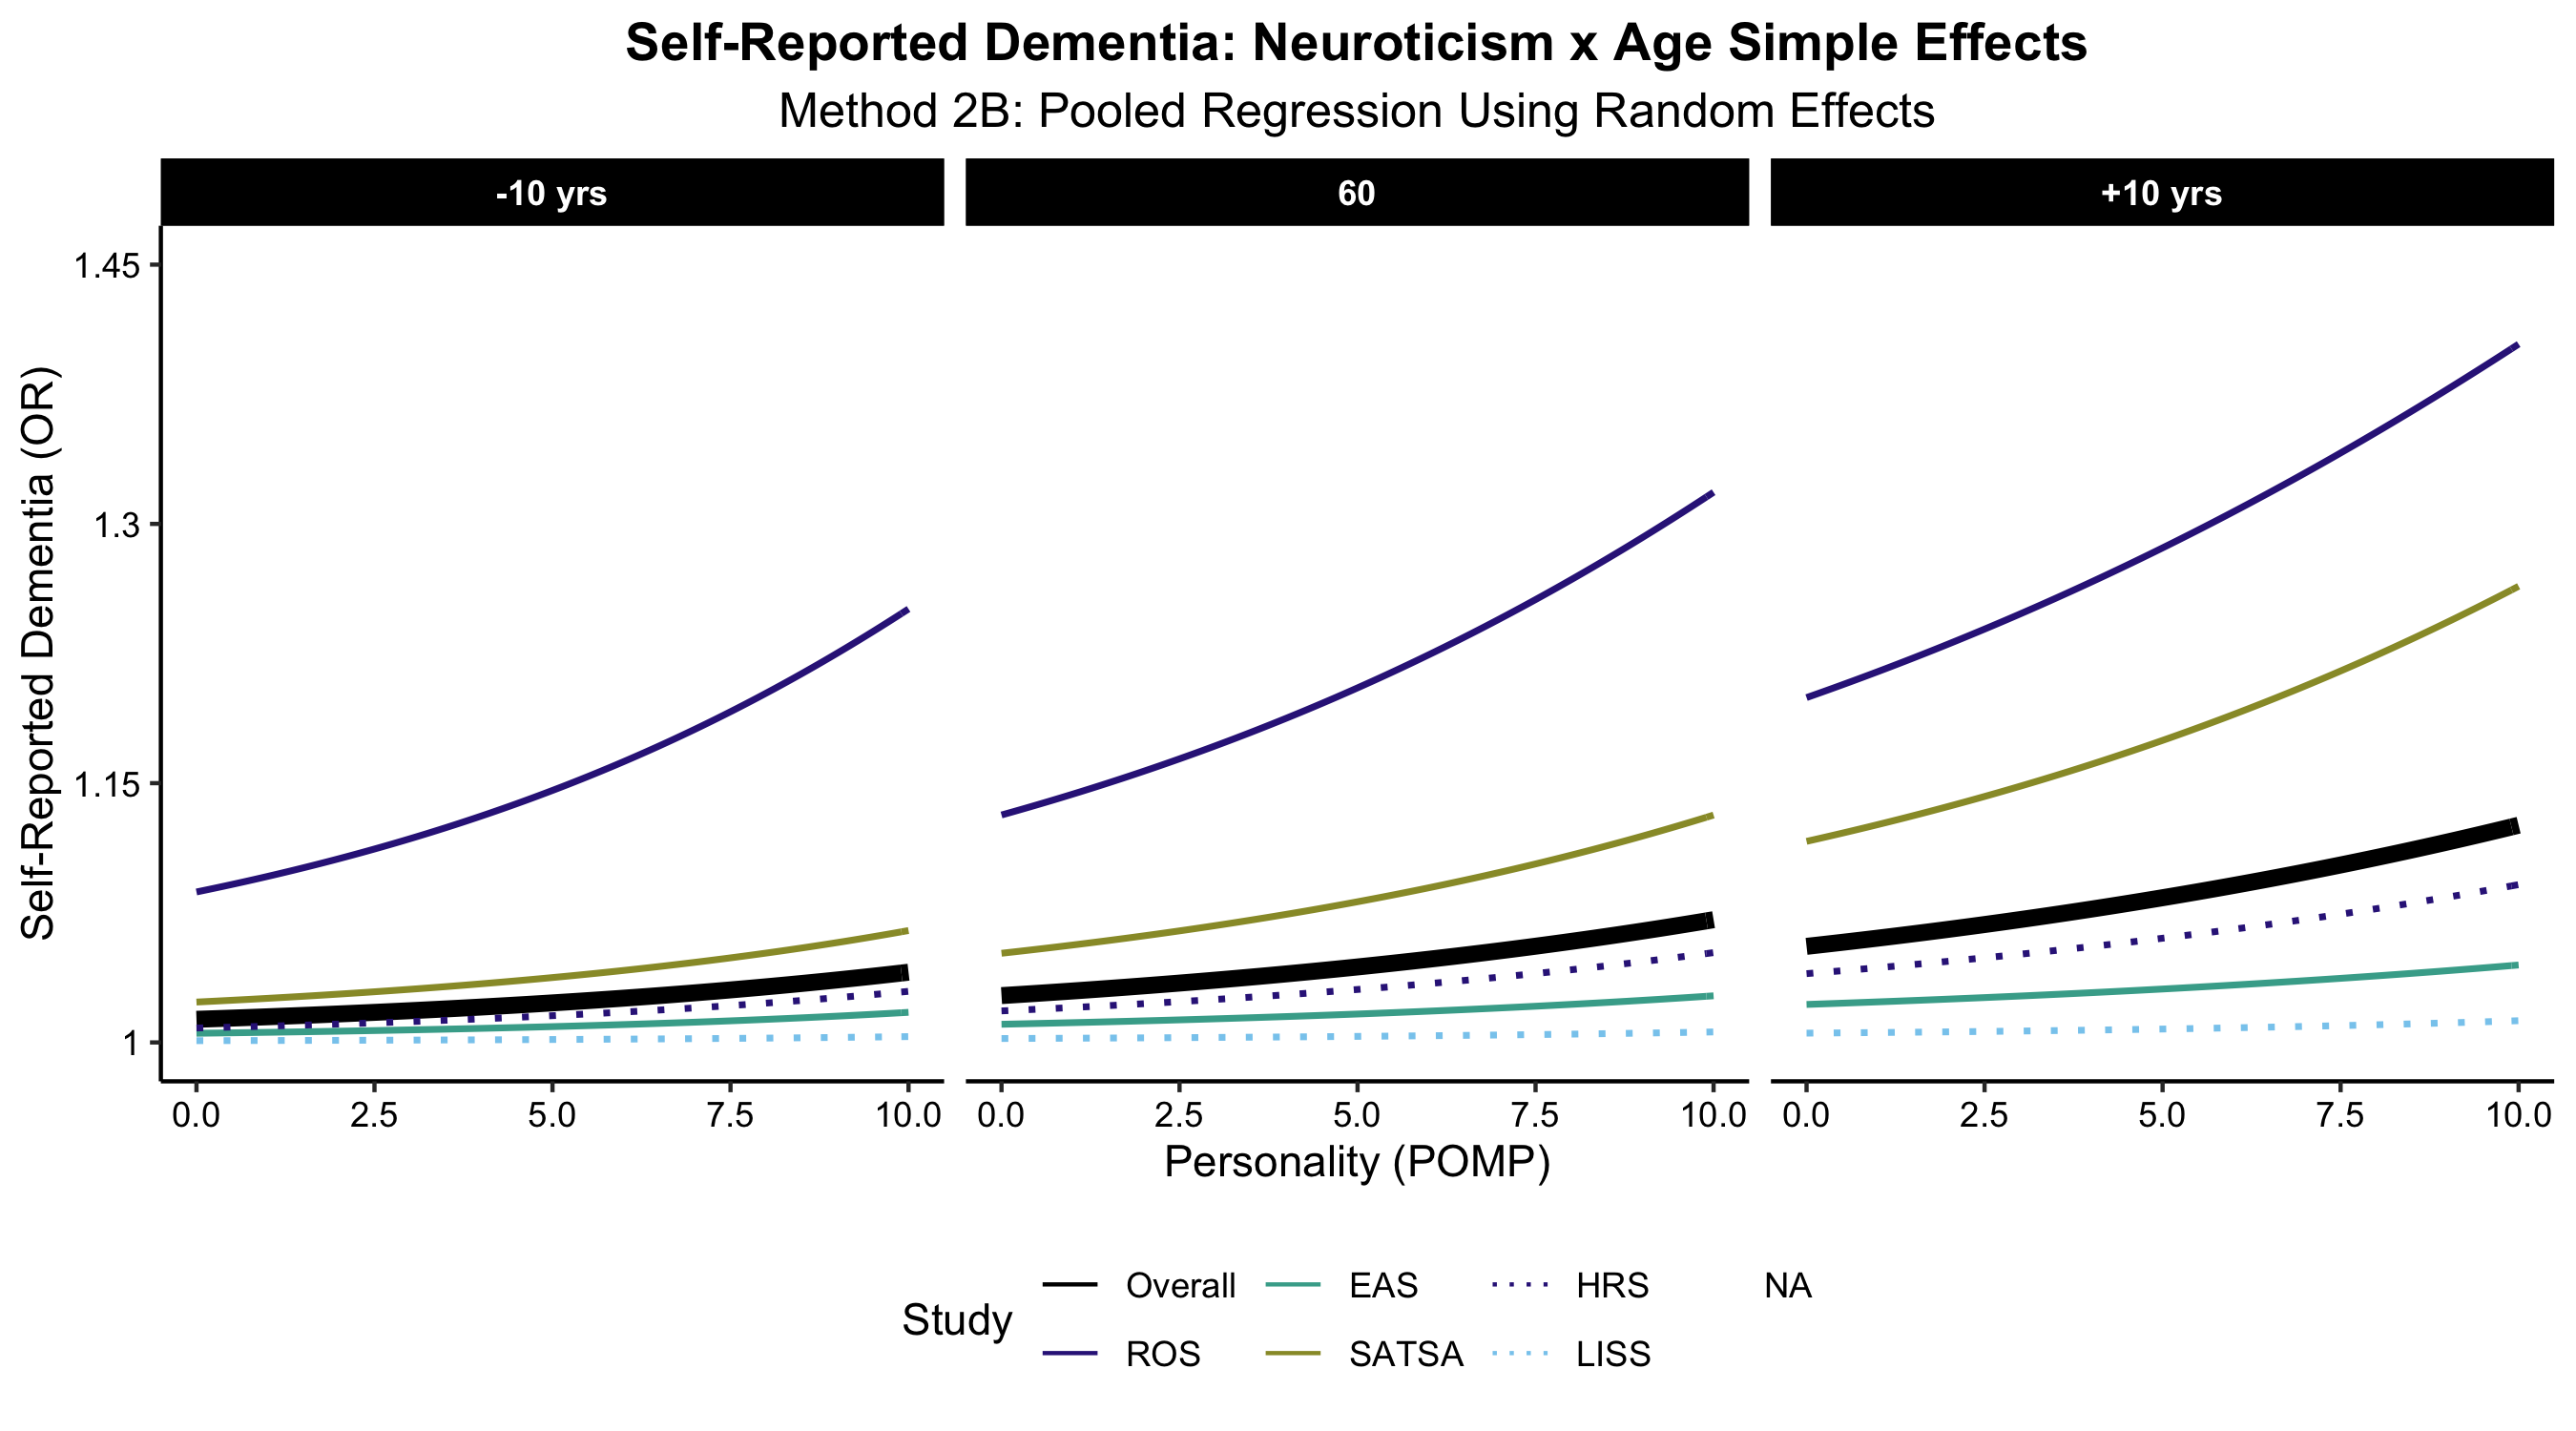 Self-Reported Dementia: Neuroticism x Age Simple Effects
Method 2B: Pooled Regression Using Random Effects
-10 yrs 60 +10 yrs
Self-Reported Dementia (OR)
1.45
1.3
1.15
1
0.0 2.5 5.0 7.5 10.0 0.0 2.5 5.0 7.5 10.0 0.0 2.5 5.0 7.5 10.0
Personality (POMP)
Study
Overall EAS HRS NA
ROS SATSA LISS